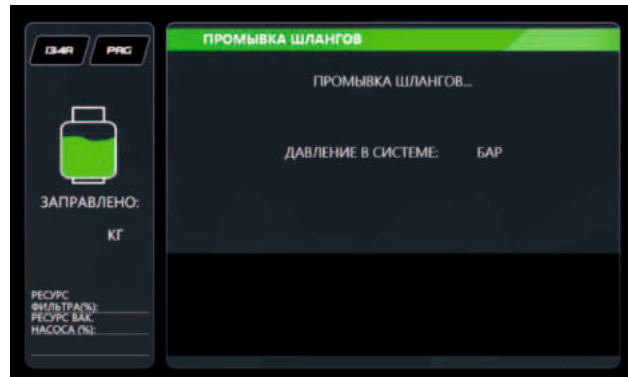 134A PAG
ПРОМЫВКА ШЛАНГОВ
ПРОМЫВКА ШЛАНГОВ...
ДАВЛЕНИЕ В СИСТЕМЕ: БАР
ЗАПРАВЛЕНО:
КГ
РЕСУРС
ФИЛЬТРА(%):
РЕСУРС ВАК.
НАСОСА (%):